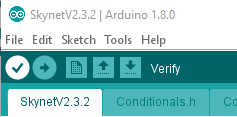 SkynetV2.3.2 | Arduino 1.8.0
File Edit Sketch Tools Help
Verify
SkynetV2.3.2 Conditionals.h